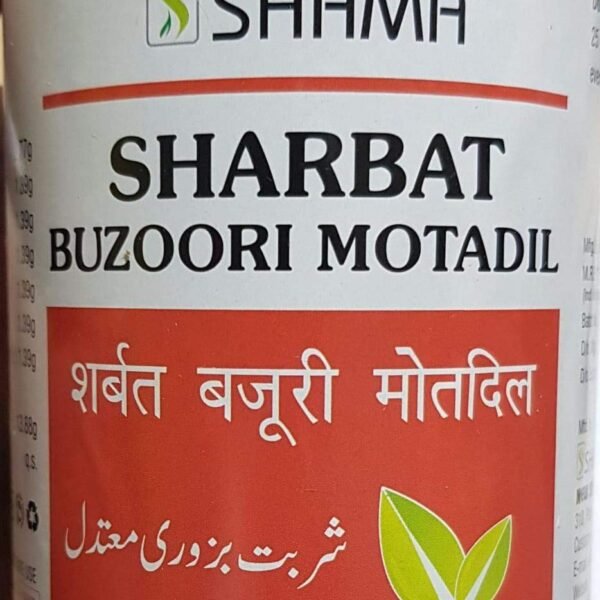 SHAMA
SHARBAT
BUZOORI MOTADIL
शर्बत बजूरी मोतदिल
شربت بزوری معتدل